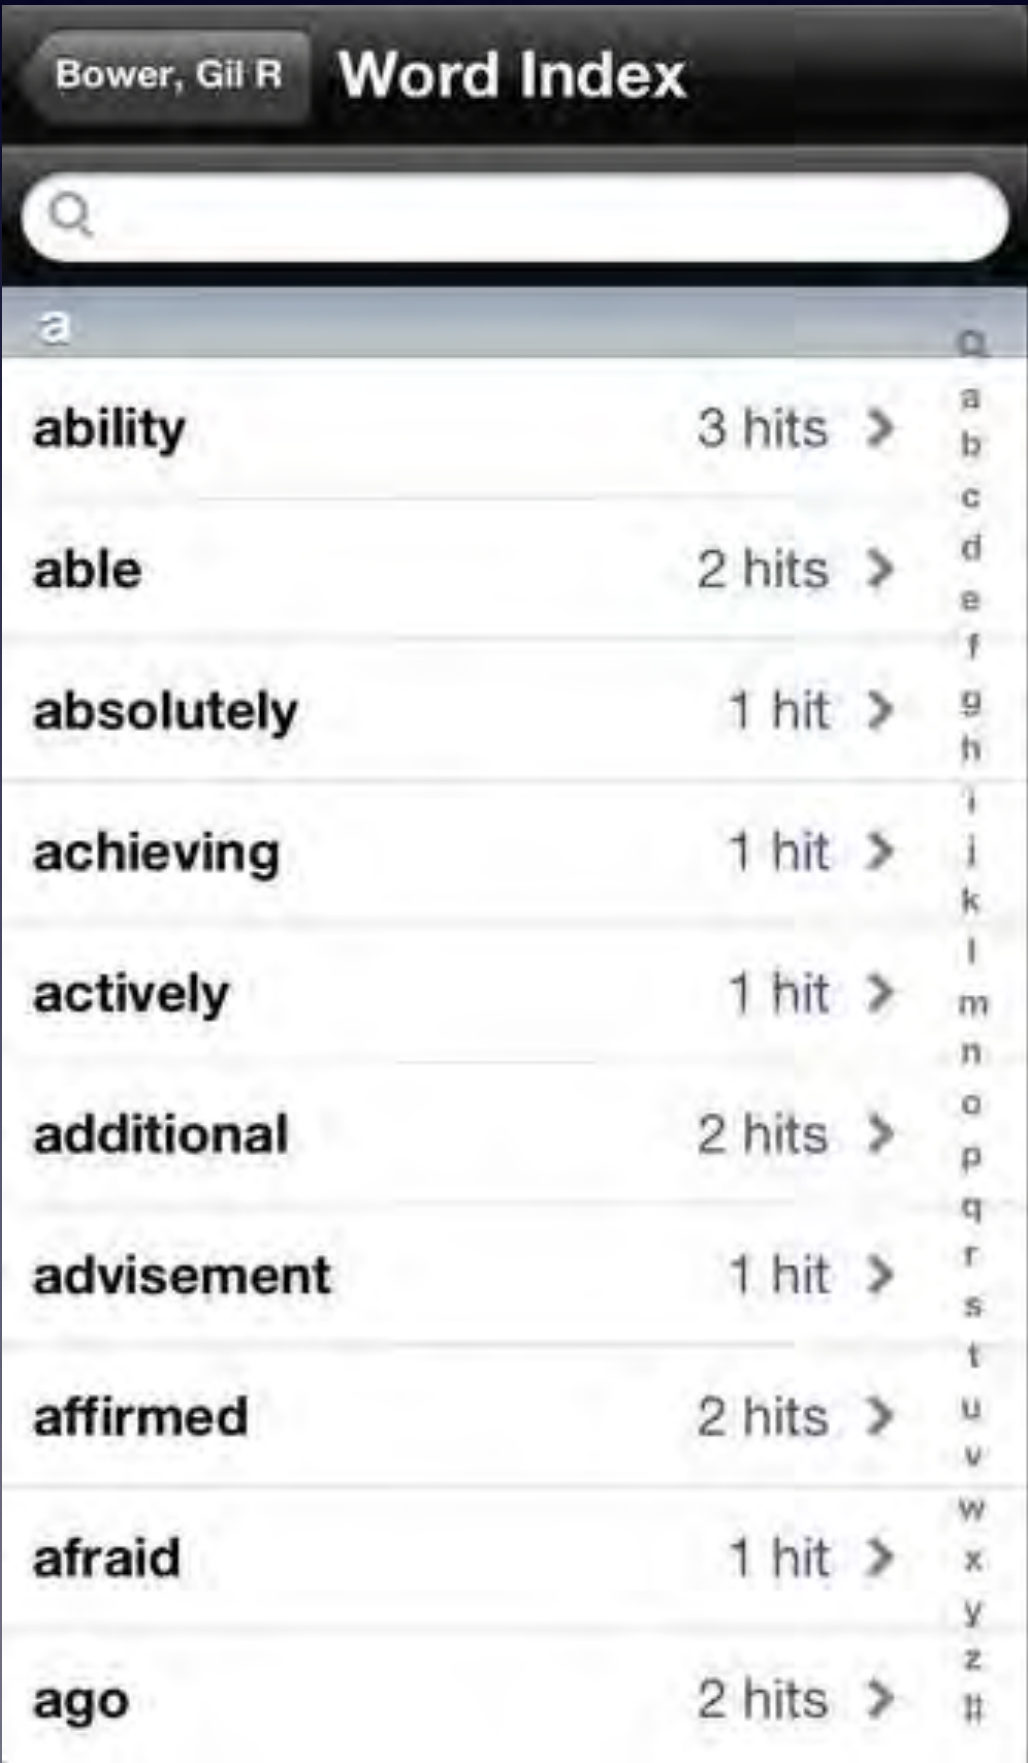 Bower, Gil R Word Index
a
ability 3 hits
able 2 hits
absolutely 1 hit
achieving 1 hit
actively 1 hit
additional 2 hits
advisement 1 hit
affirmed 2 hits
afraid 1 hit
ago 2 hits
a
b
c
d
e
f
g
h
i
j
k
l
m
n
o
p
q
r
s
t
u
v
w
x
y
z
#